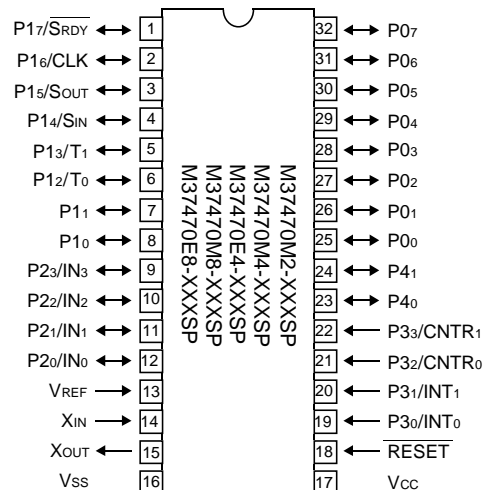 P17/SRDY 1 32 P07
P16/CLK 2 31 P06
P15/SOUT 3 30 P05
P14/SIN 4 29 P04
P13/T1 5 28 P03
P12/T0 6 27 P02
P11 7 26 P01
P10 8 25 P00
P23/IN3 9 24 P41
P22/IN2 10 23 P40
P21/IN1 11 22 P33/CNTR1
P20/IN0 12 21 P32/CNTR0
VREF 13 20 P31/INT1
XIN 14 19 P30/INT0
XOUT 15 18 RESET
VSS 16 17 VCC
M37470M2-XXXSP
M37470M4-XXXSP
M37470E4-XXXSP
M37470M8-XXXSP
M37470E8-XXXSP